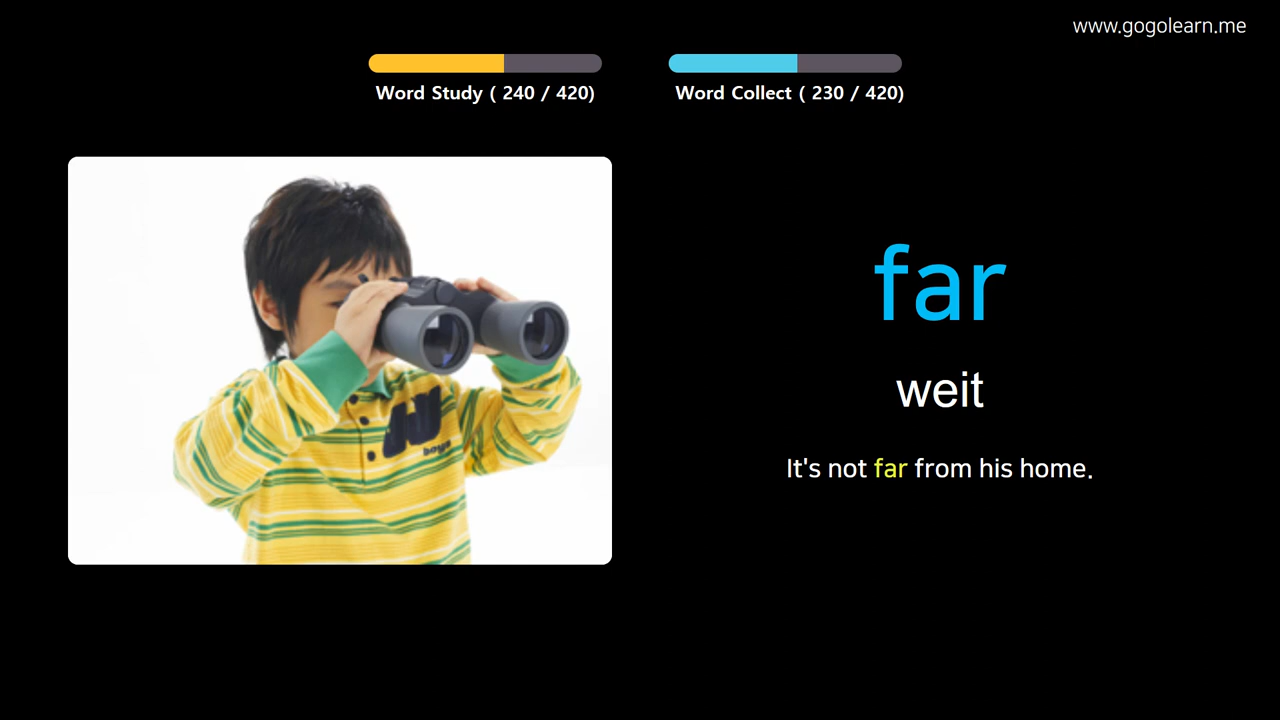 www.gogolearn.me
Word Study ( 240 / 420)
Word Collect ( 230 / 420)
far
weit
It's not far from his home.
boys